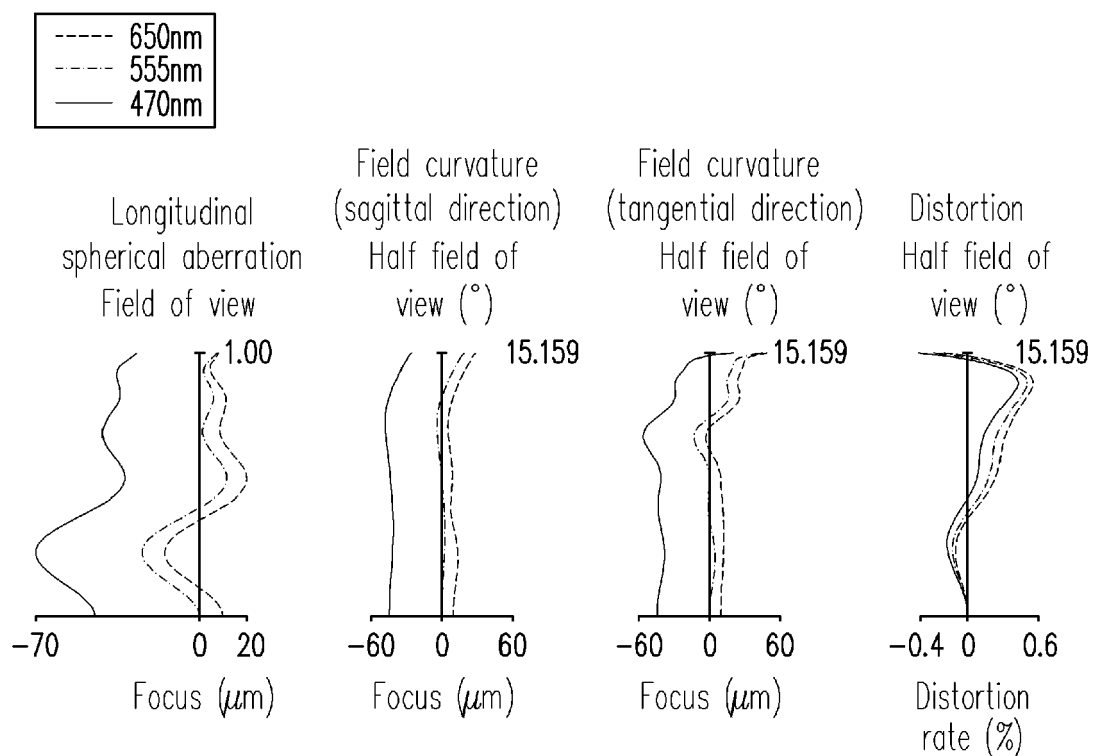 650nm
555nm
470nm
Longitudinal
spherical aberration
Field of view
1.00
−70 0 20
Focus (μm)
Field curvature
(sagittal direction)
Half field of
view (°)
15.159
−60 0 60
Focus (μm)
Field curvature
(tangential direction)
Half field of
view (°)
15.159
−60 0 60
Focus (μm)
Distortion
Half field of
view (°)
15.159
−0.4 0 0.6
Distortion
rate (%)